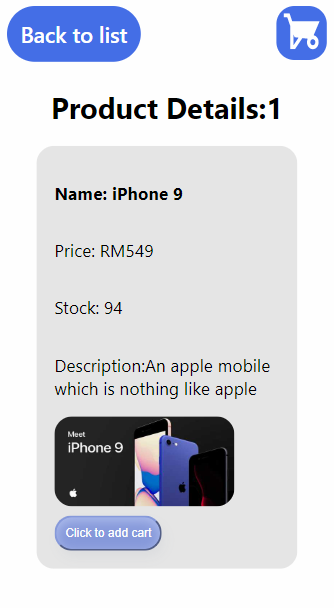 Back to list
Product Details:1
Name: iPhone 9
Price: RM549
Stock: 94
Description:An apple mobile
which is nothing like apple
Meet
iPhone 9
Click to add cart